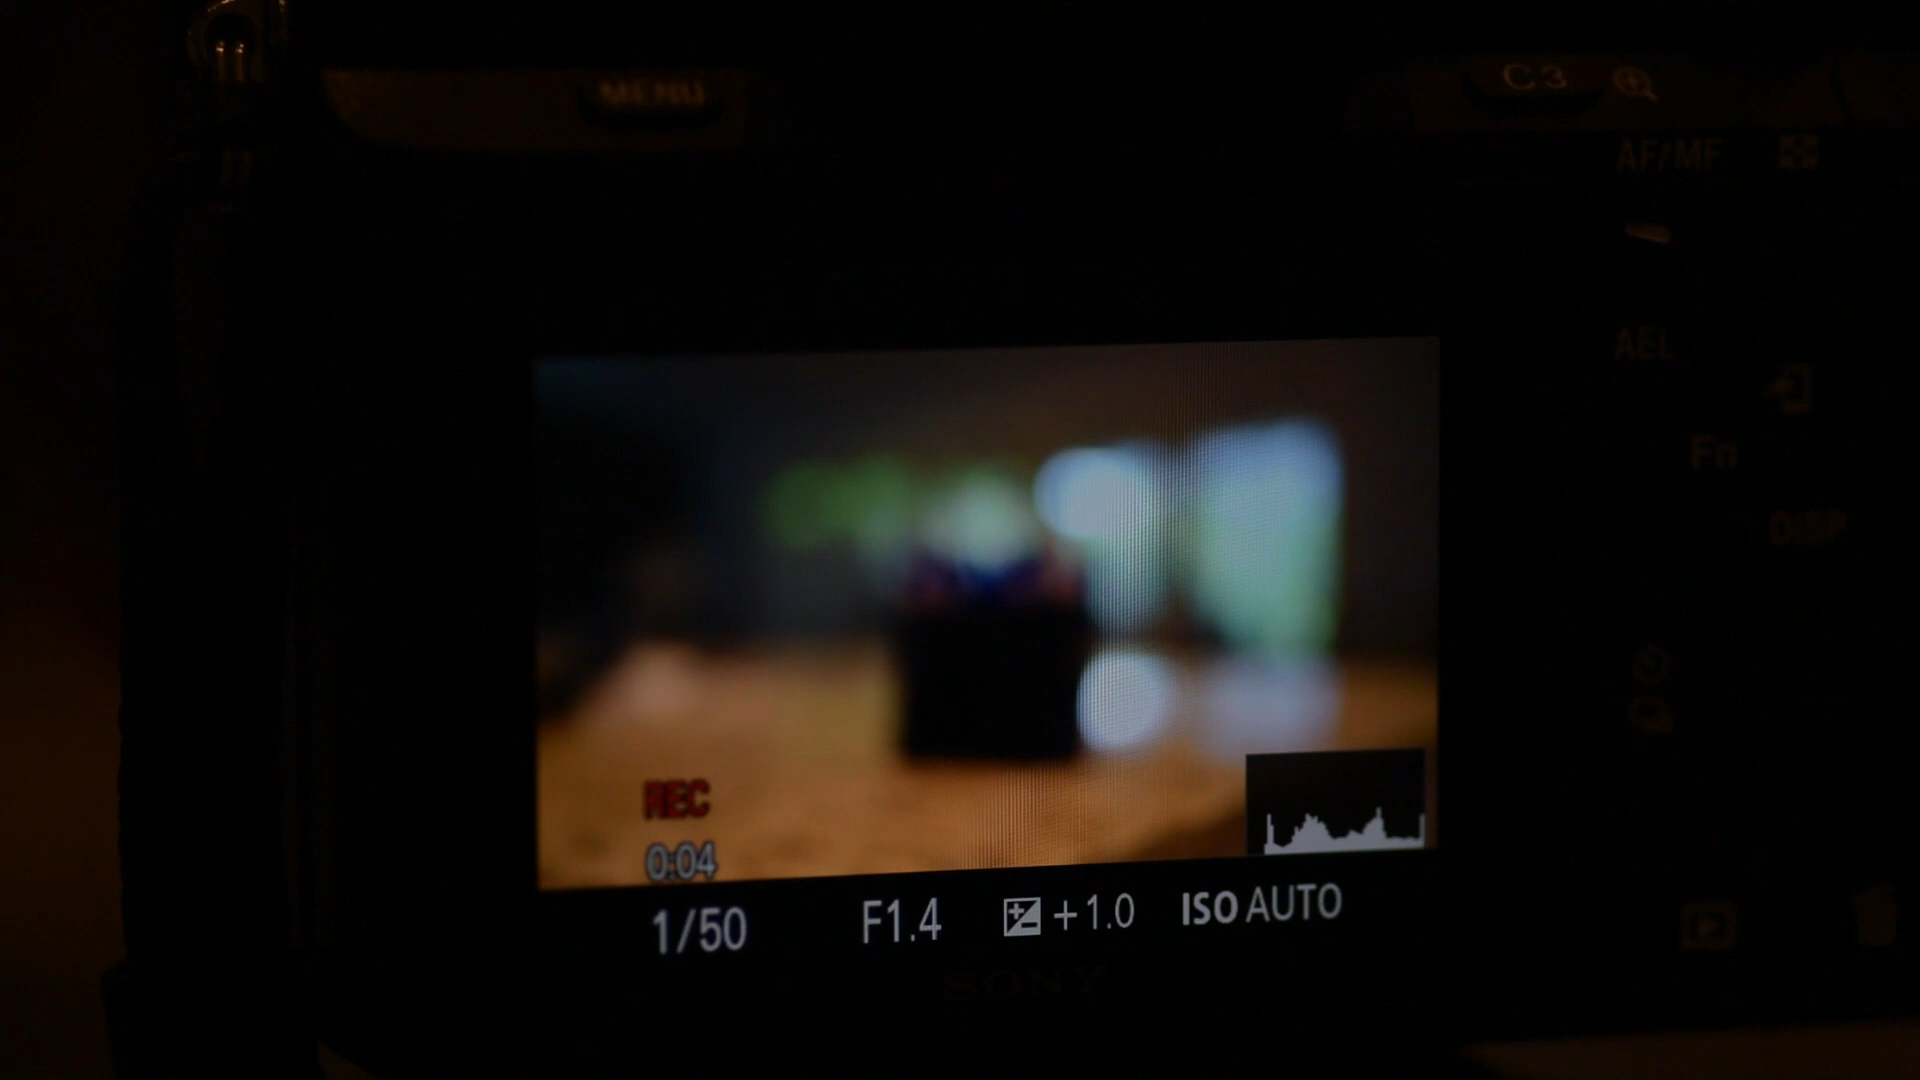 MENU
C3
AF/MF
AEL
Fn
DISP
REC
0:04
1/50 F1.4 +1.0 ISO AUTO
SONY